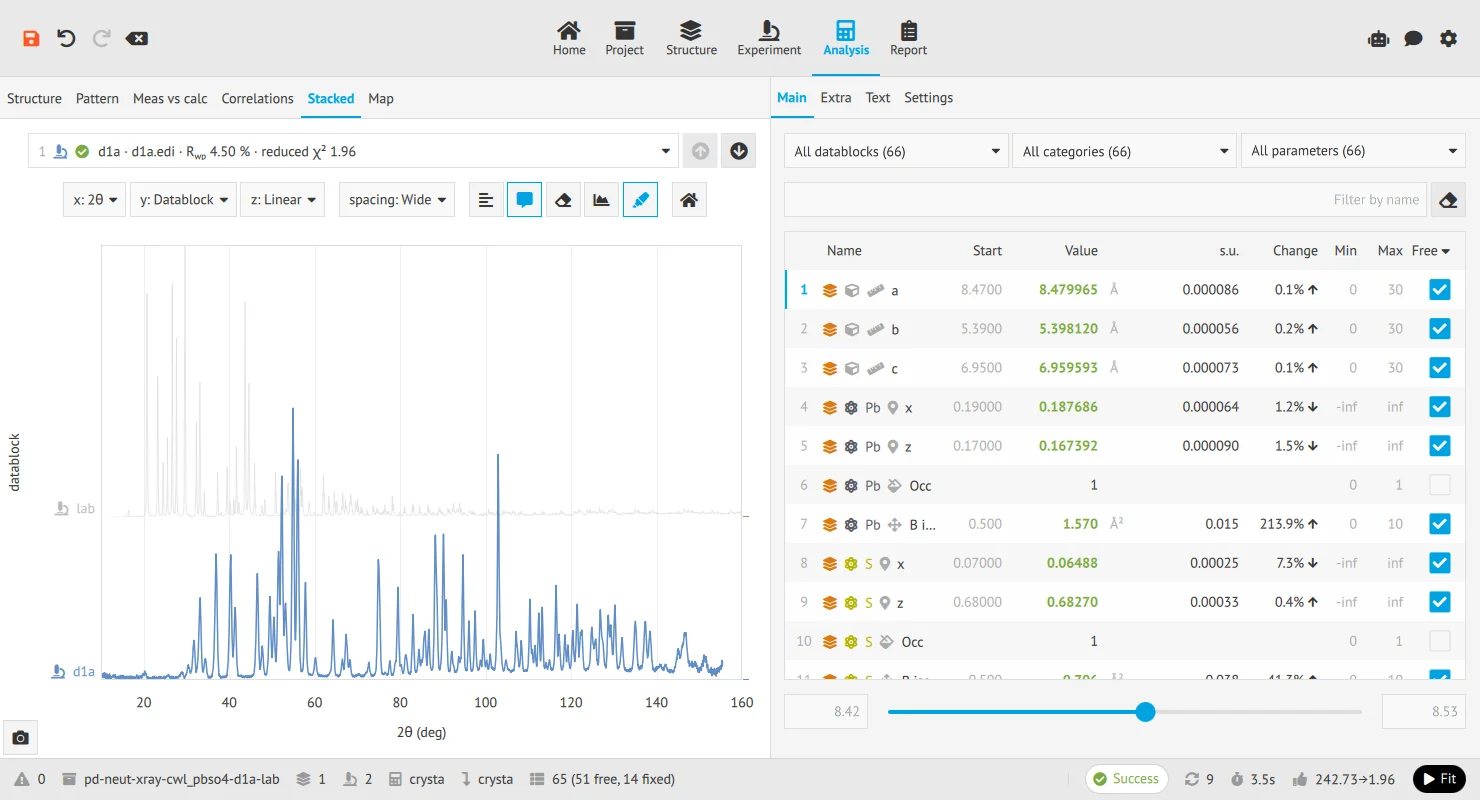 Home Project Structure Experiment Analysis Report
Structure Pattern Meas vs calc Correlations Stacked Map
Main Extra Text Settings
1 d1a · d1a.edi · Rwp 4.50 % · reduced χ² 1.96
All datablocks (66) All categories (66) All parameters (66)
x: 2θ y: Datablock z: Linear spacing: Wide
Filter by name
datablock
lab
d1a
20 40 60 80 100 120 140 160
2θ (deg)
Name Start Value s.u. Change Min Max Free
1 a 8.4700 8.479965 Å 0.000086 0.1% 0 30
2 b 5.3900 5.398120 Å 0.000056 0.2% 0 30
3 c 6.9500 6.959593 Å 0.000073 0.1% 0 30
4 Pb x 0.19000 0.187686 0.000064 1.2% -inf inf
5 Pb z 0.17000 0.167392 0.000090 1.5% -inf inf
6 Pb Occ 1 0 1
7 Pb B i... 0.500 1.570 Å² 0.015 213.9% 0 10
8 S x 0.07000 0.06488 0.00025 7.3% -inf inf
9 S z 0.68000 0.68270 0.00033 0.4% -inf inf
10 S Occ 1 0 1
8.42 8.53
0 pd-neut-xray-cwl_pbso4-d1a-lab 1 2 crysta crysta 65 (51 free, 14 fixed)
Success 9 3.5s 242.73→1.96 Fit